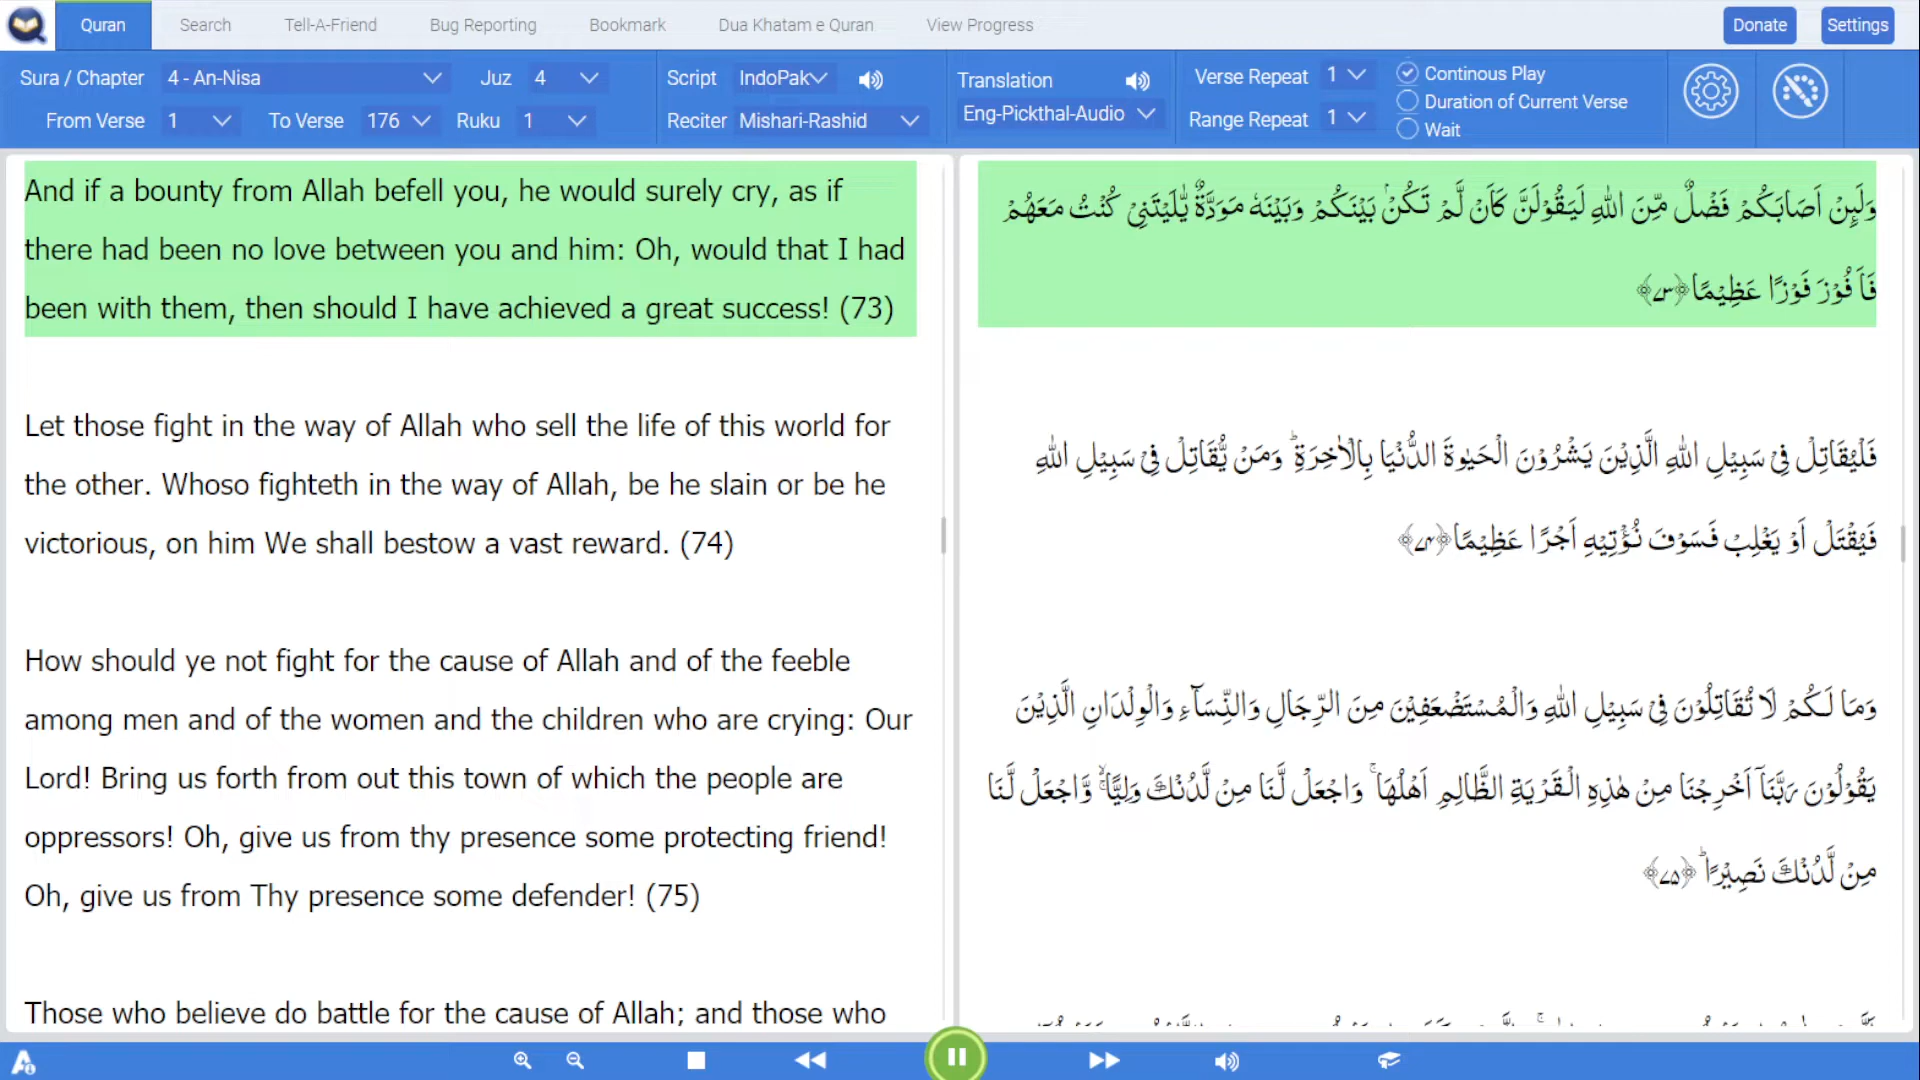 Quran Search Tell-A-Friend Bug Reporting Bookmark Dua Khatam e Quran View Progress Donate Settings
Sura / Chapter 4 - An-Nisa Juz 4 Script IndoPak Translation Verse Repeat 1 Continous Play
Duration of Current Verse
From Verse 1 To Verse 176 Ruku 1 Reciter Mishari-Rashid Eng-Pickthal-Audio Range Repeat 1 Wait
And if a bounty from Allah befell you, he would surely cry, as if
there had been no love between you and him: Oh, would that I had
been with them, then should I have achieved a great success! (73)
Let those fight in the way of Allah who sell the life of this world for
the other. Whoso fighteth in the way of Allah, be he slain or be he
victorious, on him We shall bestow a vast reward. (74)
How should ye not fight for the cause of Allah and of the feeble
among men and of the women and the children who are crying: Our
Lord! Bring us forth from out this town of which the people are
oppressors! Oh, give us from thy presence some protecting friend!
Oh, give us from Thy presence some defender! (75)
Those who believe do battle for the cause of Allah; and those who
وَلَٮِٕنۡ اَصَابَكُمۡ فَضۡلٌ مِّنَ اللّٰهِ لَيَقُوۡلَنَّ كَاَنۡ لَّمۡ تَكُنۡۢ بَيۡنَكُمۡ وَبَيۡنَهٗ مَوَدَّةٌ يّٰلَيۡتَنِىۡ كُنۡتُ مَعَهُمۡ
فَاَ فُوۡزَ فَوۡزًا عَظِيۡمًا‏ ﴿۷۳﴾
فَلۡيُقَاتِلۡ فِىۡ سَبِيۡلِ اللّٰهِ الَّذِيۡنَ يَشۡرُوۡنَ الۡحَيٰوةَ الدُّنۡيَا بِالۡاٰخِرَةِ‌ ؕ وَمَنۡ يُّقَاتِلۡ فِىۡ سَبِيۡلِ اللّٰهِ
فَيُقۡتَلۡ اَوۡ يَغۡلِبۡ فَسَوۡفَ نُـؤۡتِيۡهِ اَجۡرًا عَظِيۡمًا‏ ﴿۷۴﴾
وَمَا لَـكُمۡ لَا تُقَاتِلُوۡنَ فِىۡ سَبِيۡلِ اللّٰهِ وَالۡمُسۡتَضۡعَفِيۡنَ مِنَ الرِّجَالِ وَالنِّسَآءِ وَالۡوِلۡدَانِ الَّذِيۡنَ
يَقُوۡلُوۡنَ رَبَّنَاۤ اَخۡرِجۡنَا مِنۡ هٰذِهِ الۡـقَرۡيَةِ الظَّالِمِ اَهۡلُهَا‌ ۚ وَاجۡعَلْ لَّـنَا مِنۡ لَّدُنۡكَ وَلِيًّا ۙۚ وَّاجۡعَلْ لَّـنَا
مِنۡ لَّدُنۡكَ نَصِيۡرًا ؕ‏ ﴿۷۵﴾